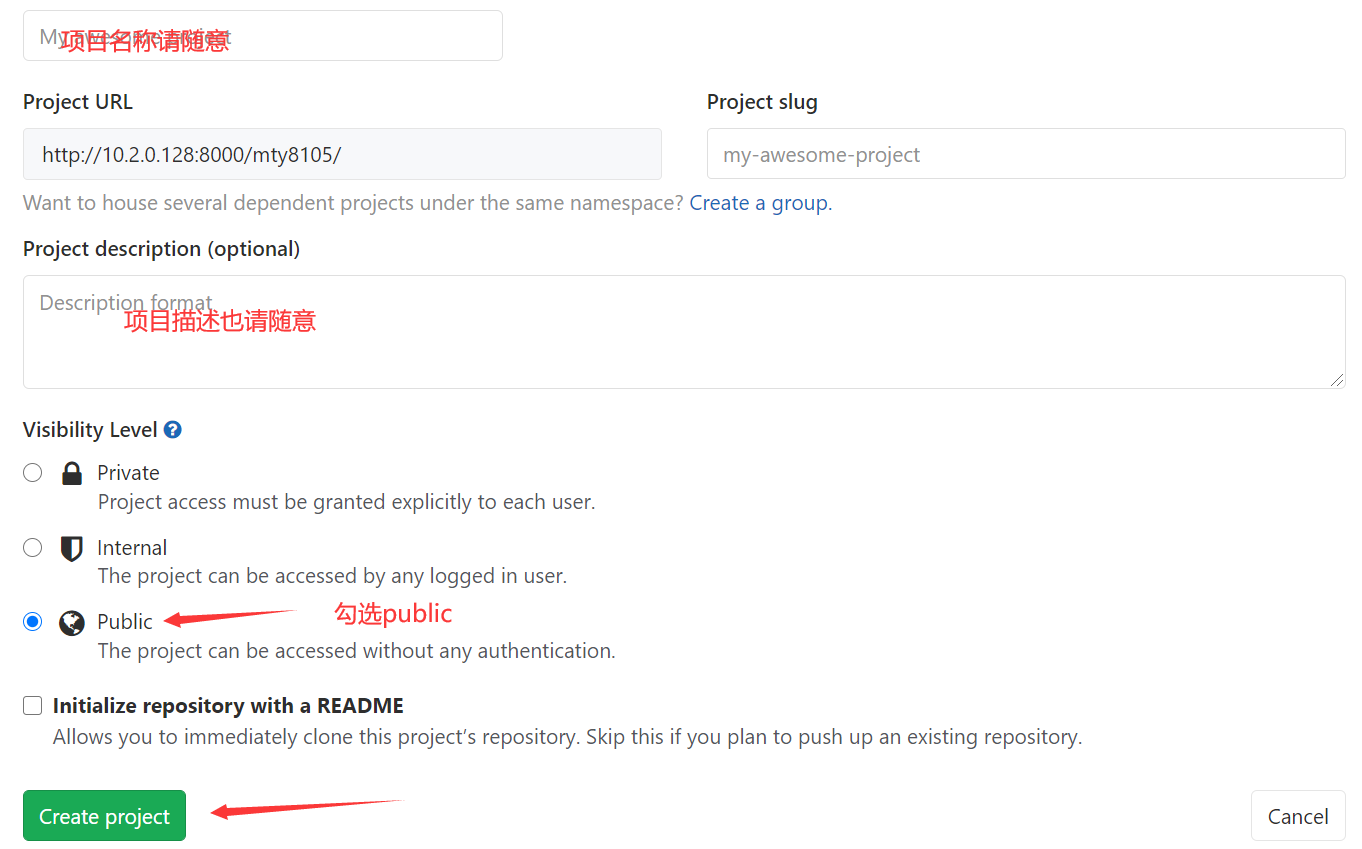 My awesome project
项目名称请随意
Project URL
Project slug
http://10.2.0.128:8000/mty8105/
my-awesome-project
Want to house several dependent projects under the same namespace? Create a group.
Project description (optional)
Description format
项目描述也请随意
Visibility Level ?
Private
Project access must be granted explicitly to each user.
Internal
The project can be accessed by any logged in user.
Public
勾选public
The project can be accessed without any authentication.
Initialize repository with a README
Allows you to immediately clone this project’s repository. Skip this if you plan to push up an existing repository.
Create project
Cancel